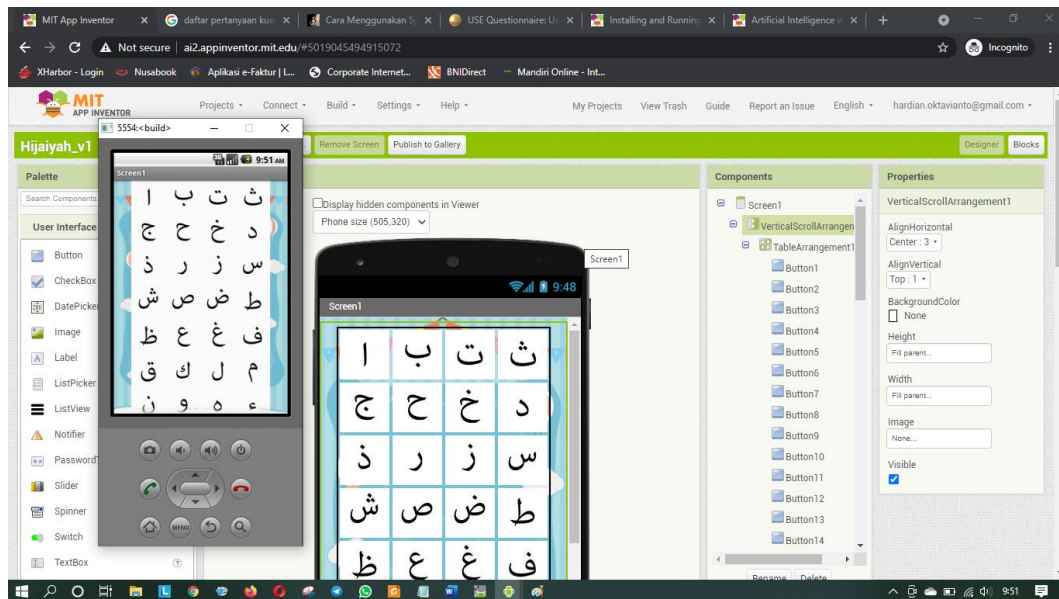 MIT App Inventor
daftar pertanyaan kue
Cara Menggunakan Sy
USE Questionnaire: Us
Installing and Running
Artificial Intelligence w
Not secure | ai2.appinventor.mit.edu/#5019045494915072
Incognito
XHarbor - Login
Nusabook
Aplikasi e-Faktur | L...
Corporate Internet...
BNIDirect
Mandiri Online - Int...
MIT
APP INVENTOR
Projects
Connect
Build
Settings
Help
My Projects
View Trash
Guide
Report an Issue
English
hardian.oktavianto@gmail.com
Hijaiyah_v1
Remove Screen
Publish to Gallery
Designer
Blocks
5554:<build>
9:51 AM
Screen1
ا ب ت ث
ج ح خ د
ذ ر ز س
ش ص ض ط
ظ ع غ ف
ق ك ل م
ن و ه ء
MENU
Palette
Search Components...
User Interface
Button
CheckBox
DatePicke
Image
Label
ListPicker
ListView
Notifier
PasswordT
Slider
Spinner
Switch
TextBox
Display hidden components in Viewer
Phone size (505,320)
Screen1
9:48
Screen1
ا ب ت ث
ج ح خ د
ذ ر ز س
ش ص ض ط
ظ ع غ ف
Components
Screen1
VerticalScrollArrangen
TableArrangement1
Button1
Button2
Button3
Button4
Button5
Button6
Button7
Button8
Button9
Button10
Button11
Button12
Button13
Button14
Rename Delete
Properties
VerticalScrollArrangement1
AlignHorizontal
Center : 3
AlignVertical
Top : 1
BackgroundColor
None
Height
Fill parent...
Width
Fill parent...
Image
None...
Visible
9:51